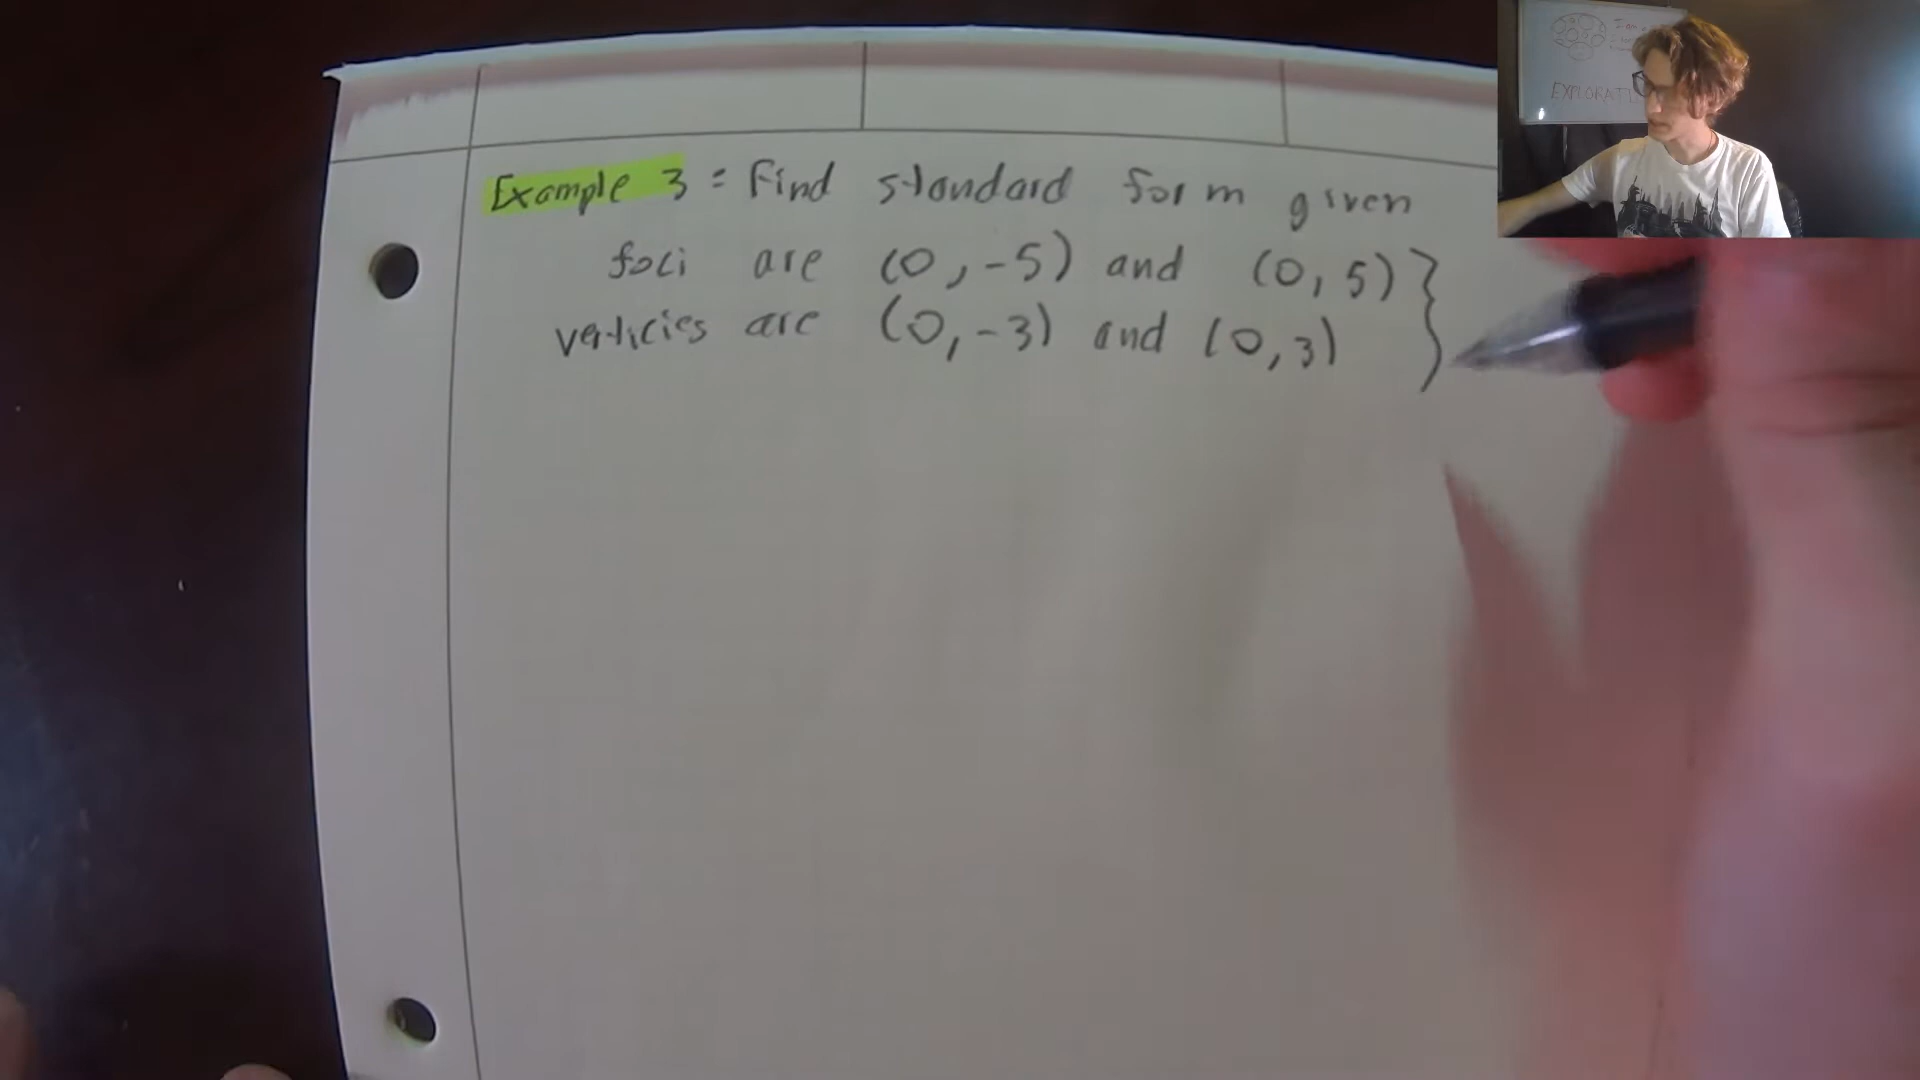 Example 3: Find standard form given
foci are (0,-5) and (0,5)}
verticies are (0,-3) and (0,3)